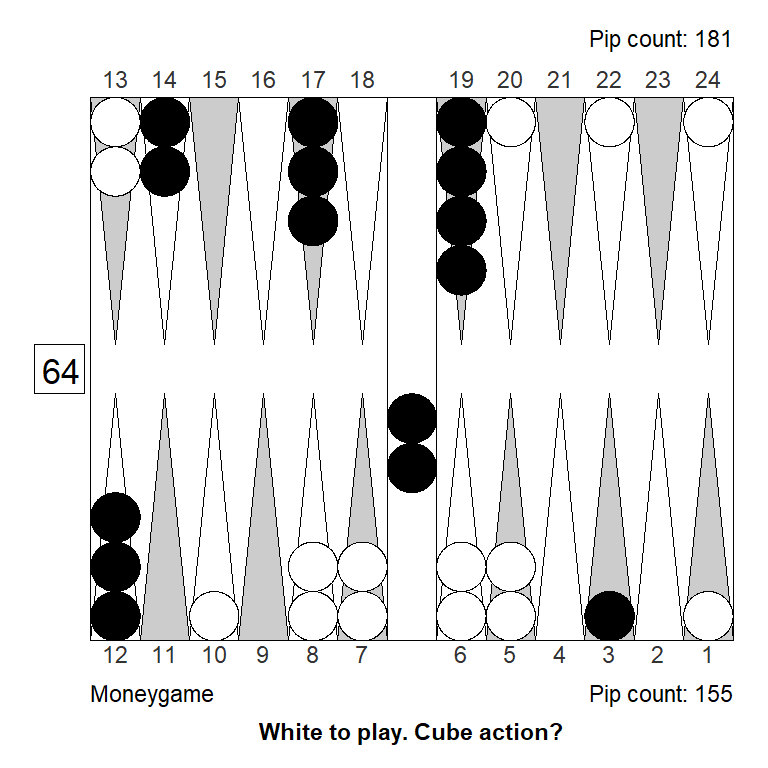 Pip count: 181
13 14 15 16 17 18 19 20 21 22 23 24
64
12 11 10 9 8 7 6 5 4 3 2 1
Moneygame Pip count: 155
White to play. Cube action?